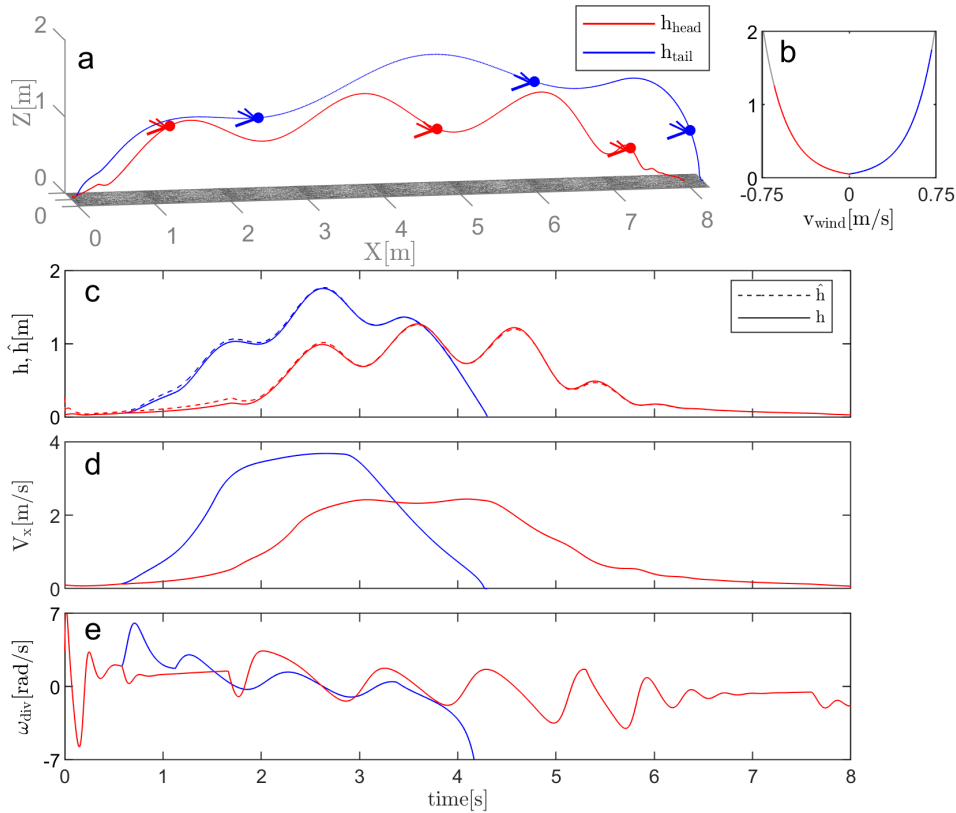 a
h_head
h_tail
Z[m]
2
1
0
0
0
1
2
3
4
5
6
7
8
X[m]
b
2
1
0
-0.75
0
0.75
v_wind[m/s]
c
ĥ
h
h, ĥ[m]
2
1
0
d
V_x[m/s]
4
2
0
e
ω_div[rad/s]
7
0
-7
0
1
2
3
4
5
6
7
8
time[s]